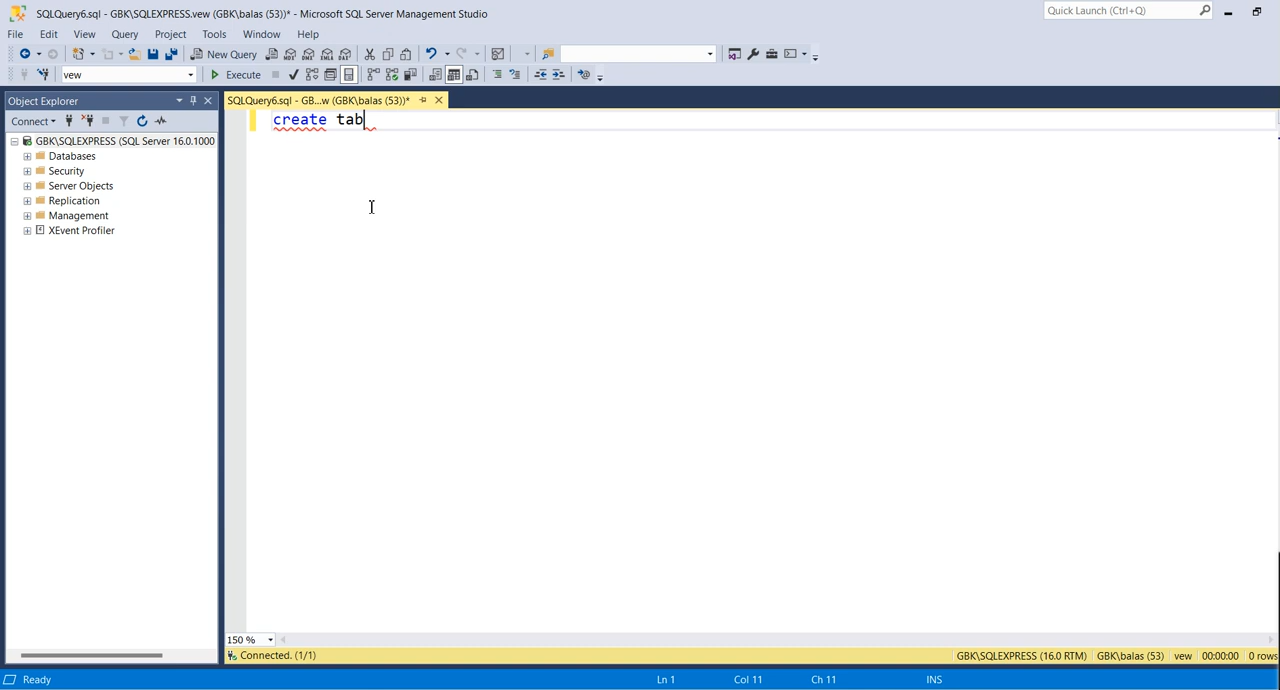 SQLQuery6.sql - GBK\SQLEXPRESS.vew (GBK\balas (53))* - Microsoft SQL Server Management Studio
Quick Launch (Ctrl+Q)
File Edit View Query Project Tools Window Help
New Query
vew Execute
Object Explorer
SQLQuery6.sql - GB...w (GBK\balas (53))*
Connect
create tab
GBK\SQLEXPRESS (SQL Server 16.0.1000
Databases
Security
Server Objects
Replication
Management
XEvent Profiler
150 %
Connected. (1/1)
GBK\SQLEXPRESS (16.0 RTM) GBK\balas (53) vew 00:00:00 0 rows
Ready
Ln 1 Col 11 Ch 11 INS